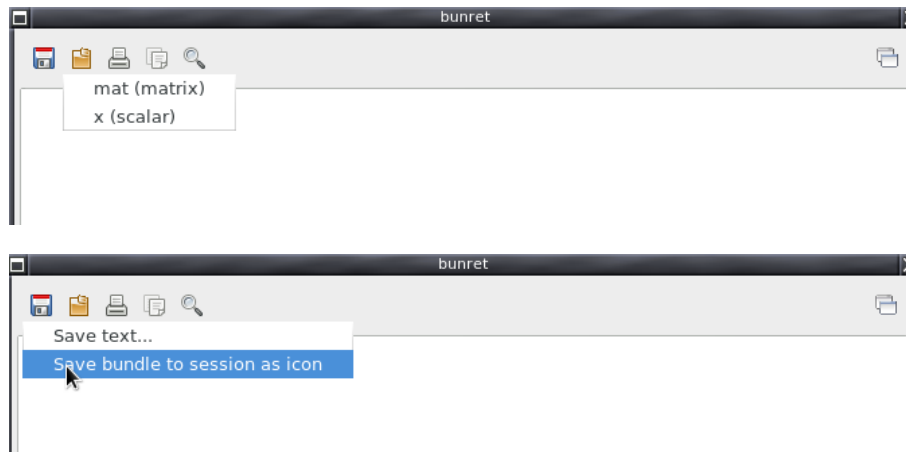 bunret
mat (matrix)
x (scalar)
bunret
Save text...
Save bundle to session as icon